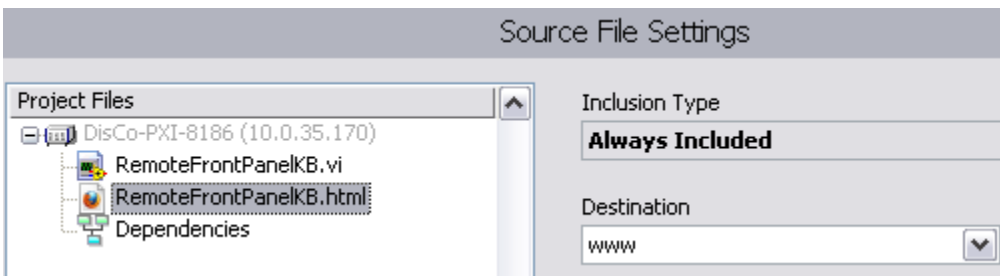 Source File Settings
Project Files
DisCo-PXI-8186 (10.0.35.170)
RemoteFrontPanelKB.vi
RemoteFrontPanelKB.html
Dependencies
Inclusion Type
Always Included
Destination
www